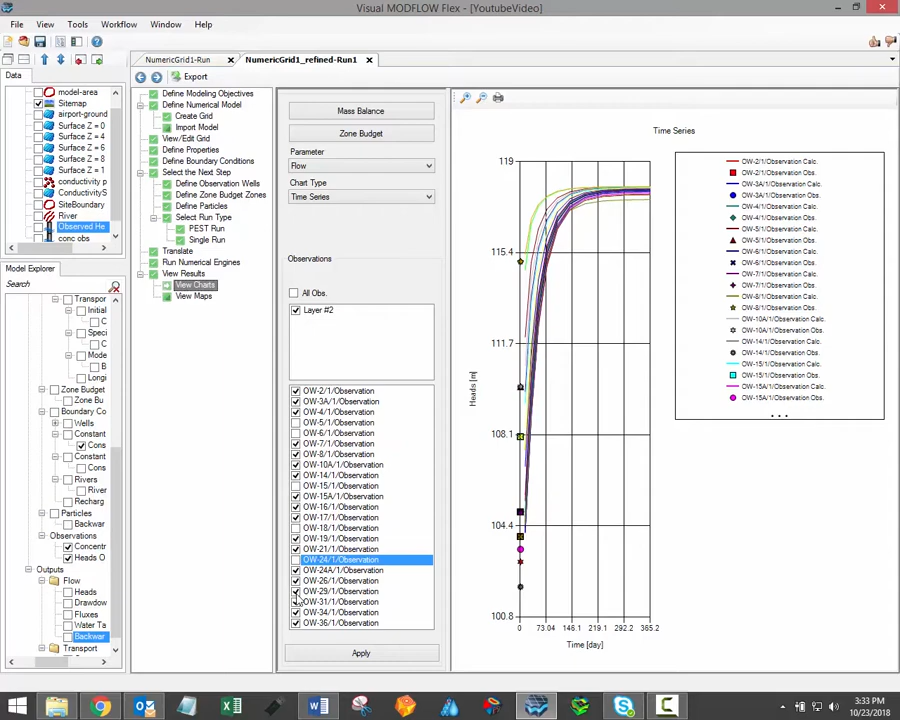 Visual MODFLOW Flex - [YoutubeVideo]
File View Tools Workflow Window Help
Data
model-area
Sitemap
airport-ground
Surface Z = 0
Surface Z = 4
Surface Z = 6
Surface Z = 8
Surface Z = 1
conductivity p
ConductivityS
SiteBoundary
River
Observed He
conc obs
Model Explorer
Search
Transpor
Initial
C
Speci
C
Mode
B
Longi
Zone Budget
Zone Bu
Boundary Co
Wells
Constant
Cons
Constant
Cons
Rivers
River
Recharg
Particles
Backwar
Observations
Concentr
Heads O
Outputs
Flow
Heads
Drawdow
Fluxes
Water Ta
Backwar
Transport
NumericGrid1-Run
NumericGrid1_refined-Run1
Export
Define Modeling Objectives
Define Numerical Model
Create Grid
Import Model
View/Edit Grid
Define Properties
Define Boundary Conditions
Select the Next Step
Define Observation Wells
Define Zone Budget Zones
Define Particles
Select Run Type
PEST Run
Single Run
Translate
Run Numerical Engines
View Results
View Charts
View Maps
Mass Balance
Zone Budget
Parameter
Flow
Chart Type
Time Series
Observations
All Obs.
Layer #2
OW-2/1/Observation
OW-3A/1/Observation
OW-4/1/Observation
OW-5/1/Observation
OW-6/1/Observation
OW-7/1/Observation
OW-8/1/Observation
OW-10A/1/Observation
OW-14/1/Observation
OW-15/1/Observation
OW-15A/1/Observation
OW-16/1/Observation
OW-17/1/Observation
OW-18/1/Observation
OW-19/1/Observation
OW-21/1/Observation
OW-24/1/Observation
OW-24A/1/Observation
OW-26/1/Observation
OW-29/1/Observation
OW-31/1/Observation
OW-34/1/Observation
OW-36/1/Observation
Apply
Time Series
119
115.4
111.7
108.1
104.4
100.8
Heads [m]
0 73.04 146.1 219.1 292.2 365.2
Time [day]
OW-2/1/Observation Calc.
OW-2/1/Observation Obs.
OW-3A/1/Observation Calc.
OW-3A/1/Observation Obs.
OW-4/1/Observation Calc.
OW-4/1/Observation Obs.
OW-5/1/Observation Calc.
OW-5/1/Observation Obs.
OW-6/1/Observation Calc.
OW-6/1/Observation Obs.
OW-7/1/Observation Calc.
OW-7/1/Observation Obs.
OW-8/1/Observation Calc.
OW-8/1/Observation Obs.
OW-10A/1/Observation Calc.
OW-10A/1/Observation Obs.
OW-14/1/Observation Calc.
OW-14/1/Observation Obs.
OW-15/1/Observation Calc.
OW-15/1/Observation Obs.
OW-15A/1/Observation Calc.
OW-15A/1/Observation Obs.
3:33 PM
10/23/2018